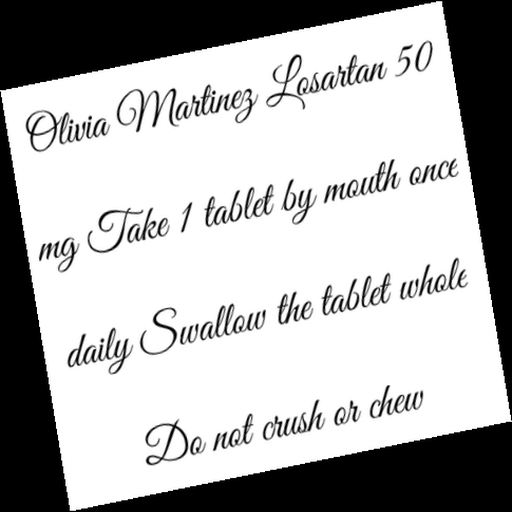 Olivia Martinez Losartan 50
mg Take 1 tablet by mouth once
daily Swallow the tablet whole
Do not crush or chew